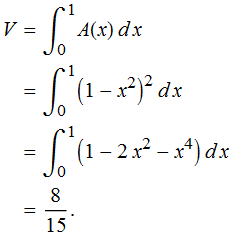 V = ∫₀¹ A(x) dx
= ∫₀¹ (1 − x²)² dx
= ∫₀¹ (1 − 2 x² − x⁴) dx
= 8/15.